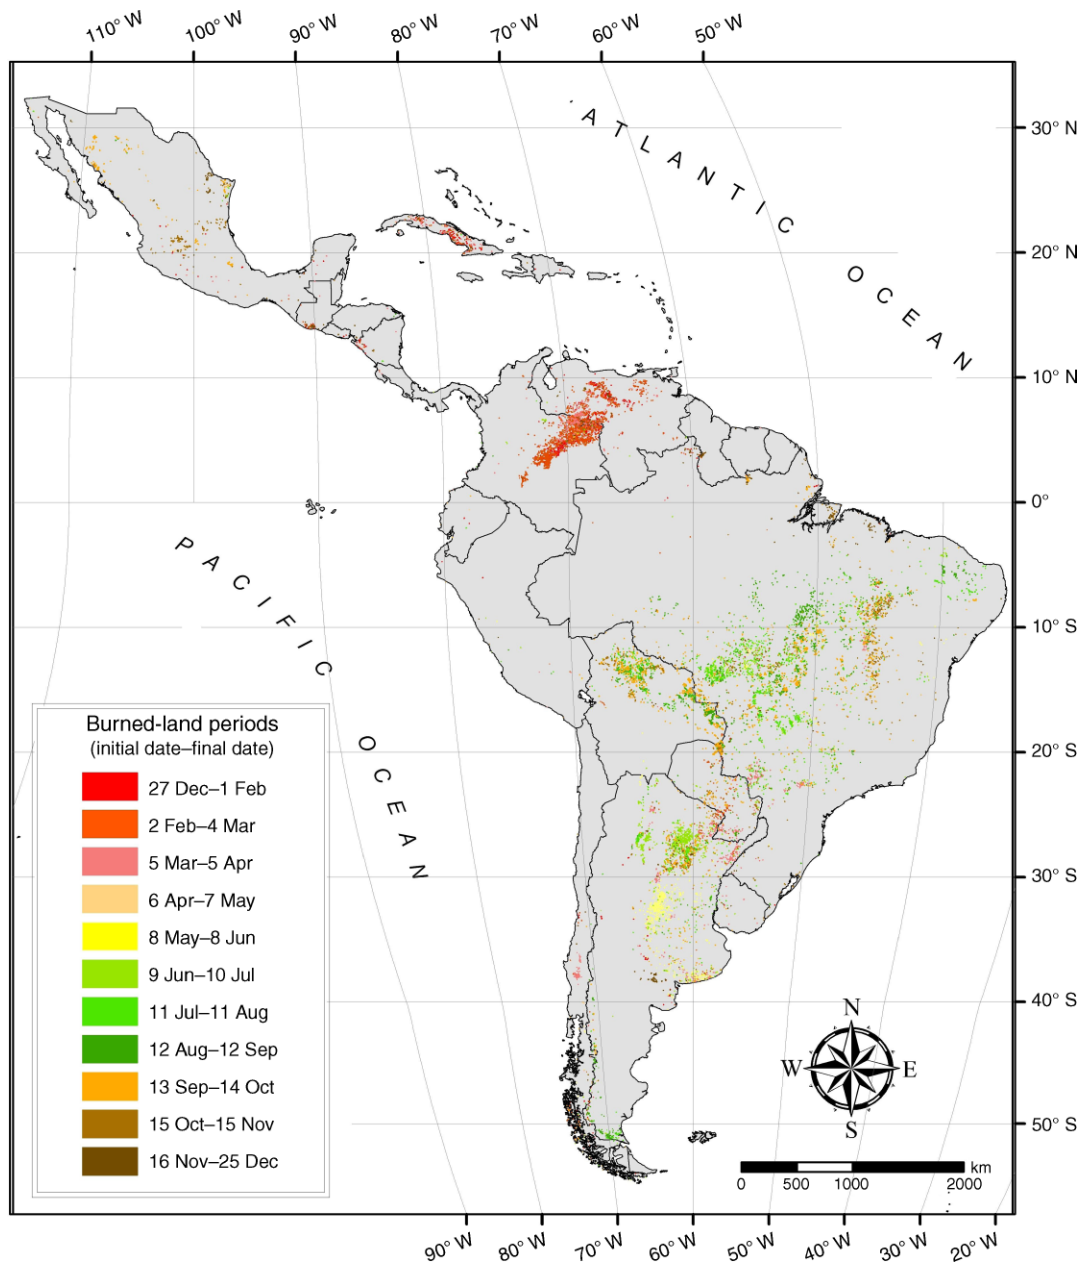 110° W 100° W 90° W 80° W 70° W 60° W 50° W
30° N
20° N
10° N
0°
10° S
20° S
30° S
40° S
50° S
ATLANTIC OCEAN
PACIFIC OCEAN
Burned-land periods
(initial date–final date)
27 Dec–1 Feb
2 Feb–4 Mar
5 Mar–5 Apr
6 Apr–7 May
8 May–8 Jun
9 Jun–10 Jul
11 Jul–11 Aug
12 Aug–12 Sep
13 Sep–14 Oct
15 Oct–15 Nov
16 Nov–25 Dec
N
W E
S
km
0 500 1000 2000
90° W 80° W 70° W 60° W 50° W 40° W 30° W 20° W